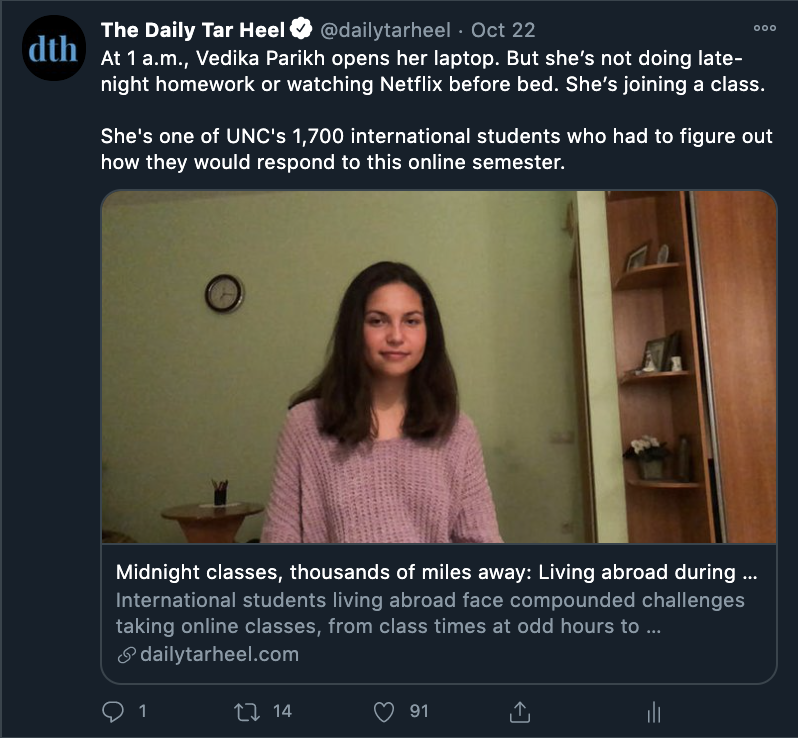 dth
The Daily Tar Heel @dailytarheel · Oct 22
At 1 a.m., Vedika Parikh opens her laptop. But she’s not doing late-
night homework or watching Netflix before bed. She’s joining a class.
She's one of UNC's 1,700 international students who had to figure out
how they would respond to this online semester.
Midnight classes, thousands of miles away: Living abroad during ...
International students living abroad face compounded challenges
taking online classes, from class times at odd hours to ...
dailytarheel.com
1 14 91